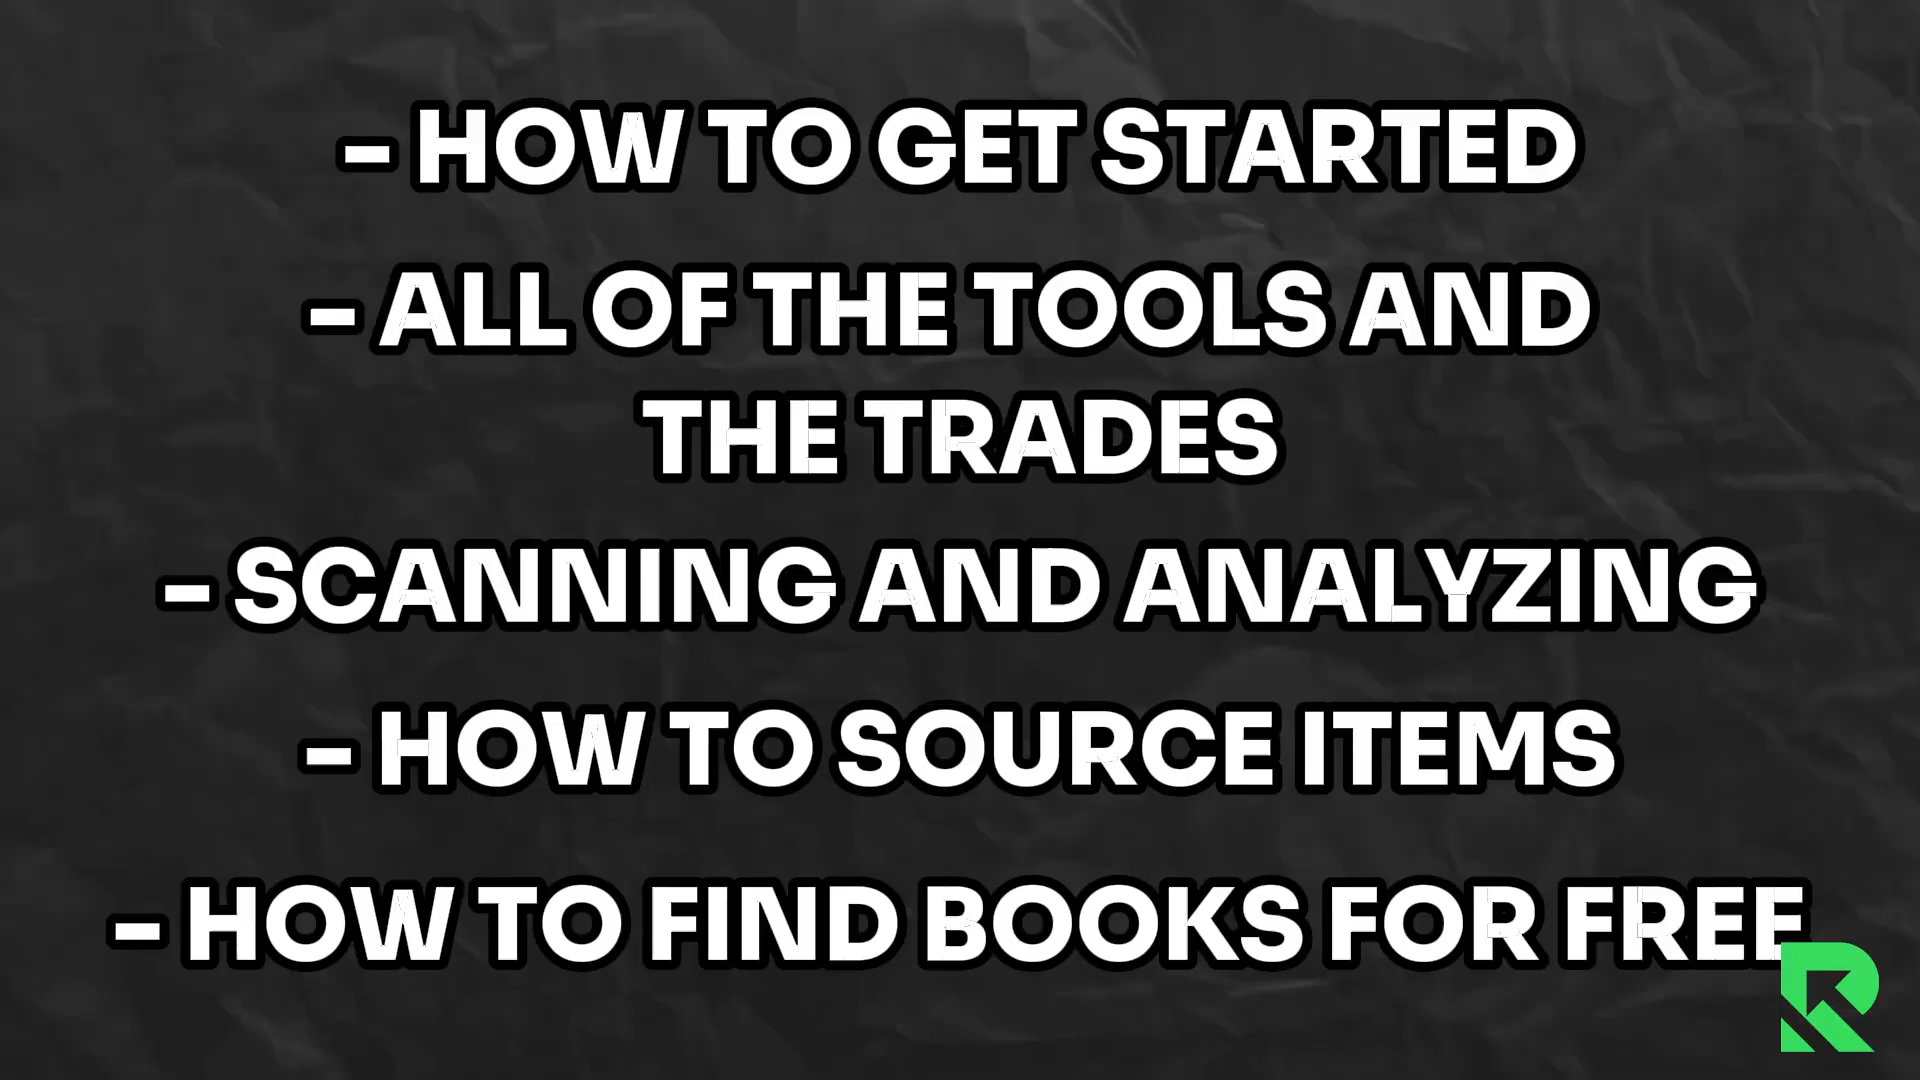 - HOW TO GET STARTED
- ALL OF THE TOOLS AND
THE TRADES
- SCANNING AND ANALYZING
- HOW TO SOURCE ITEMS
- HOW TO FIND BOOKS FOR FREE